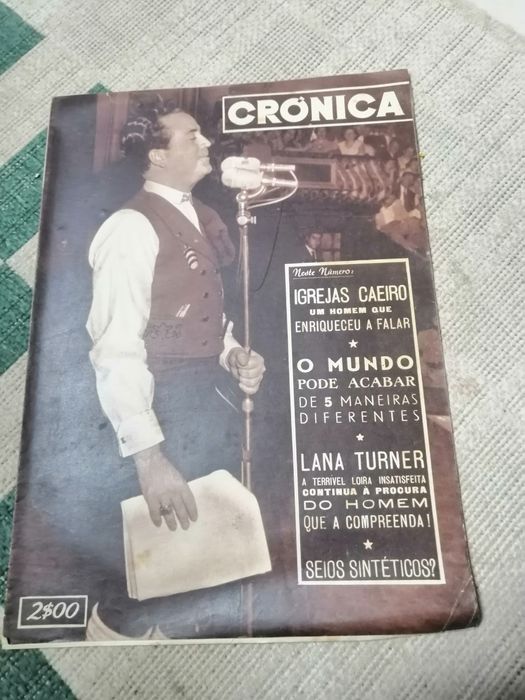 CRÓNICA
Neste Número:
IGREJAS CAEIRO
UM HOMEM QUE
ENRIQUECEU A FALAR
★
O MUNDO
PODE ACABAR
DE 5 MANEIRAS
DIFERENTES
★
LANA TURNER
A TERRÍVEL LOIRA INSATISFEITA
CONTINUA À PROCURA
DO HOMEM
QUE A COMPREENDA!
★
SEIOS SINTÉTICOS?
2$00